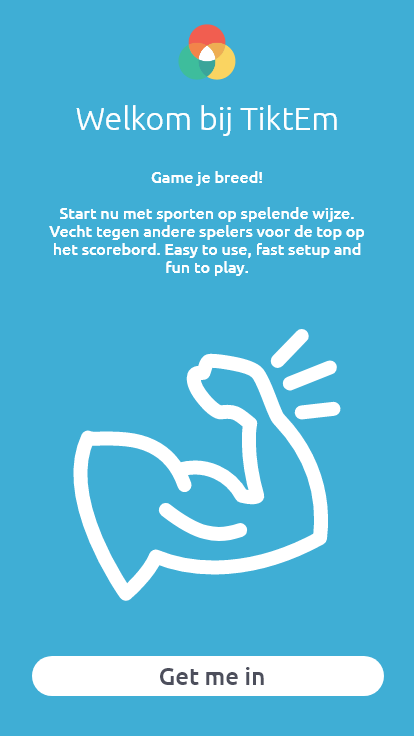 Welkom bij TiktEm
Game je breed!
Start nu met sporten op spelende wijze.
Vecht tegen andere spelers voor de top op
het scorebord. Easy to use, fast setup and
fun to play.
Get me in